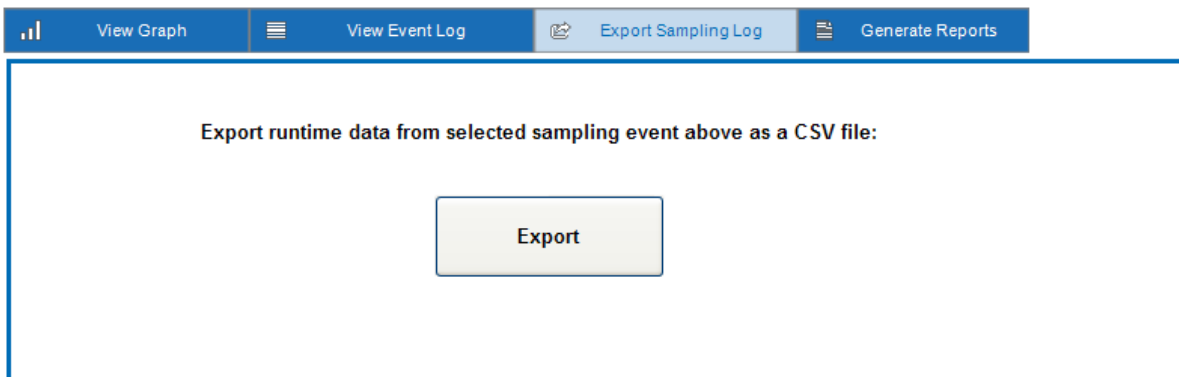 View Graph
View Event Log
Export Sampling Log
Generate Reports
Export runtime data from selected sampling event above as a CSV file:
Export